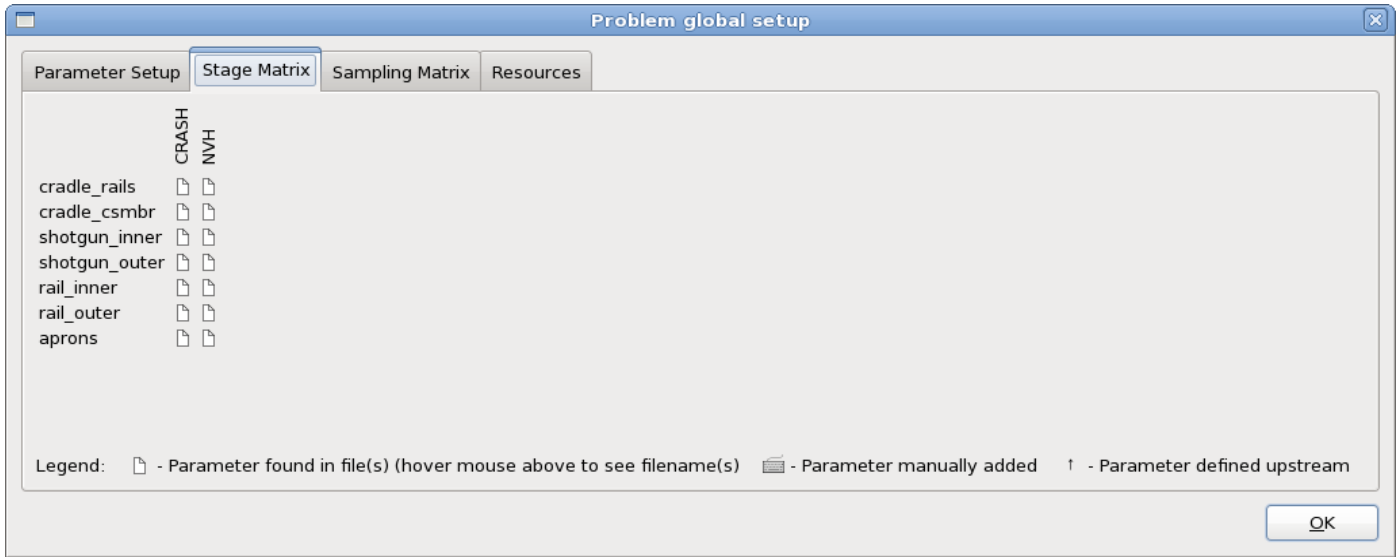 Problem global setup
Parameter Setup Stage Matrix Sampling Matrix Resources
CRASH NVH
cradle_rails
cradle_csmbr
shotgun_inner
shotgun_outer
rail_inner
rail_outer
aprons
Legend: - Parameter found in file(s) (hover mouse above to see filename(s) - Parameter manually added ↑ - Parameter defined upstream
OK